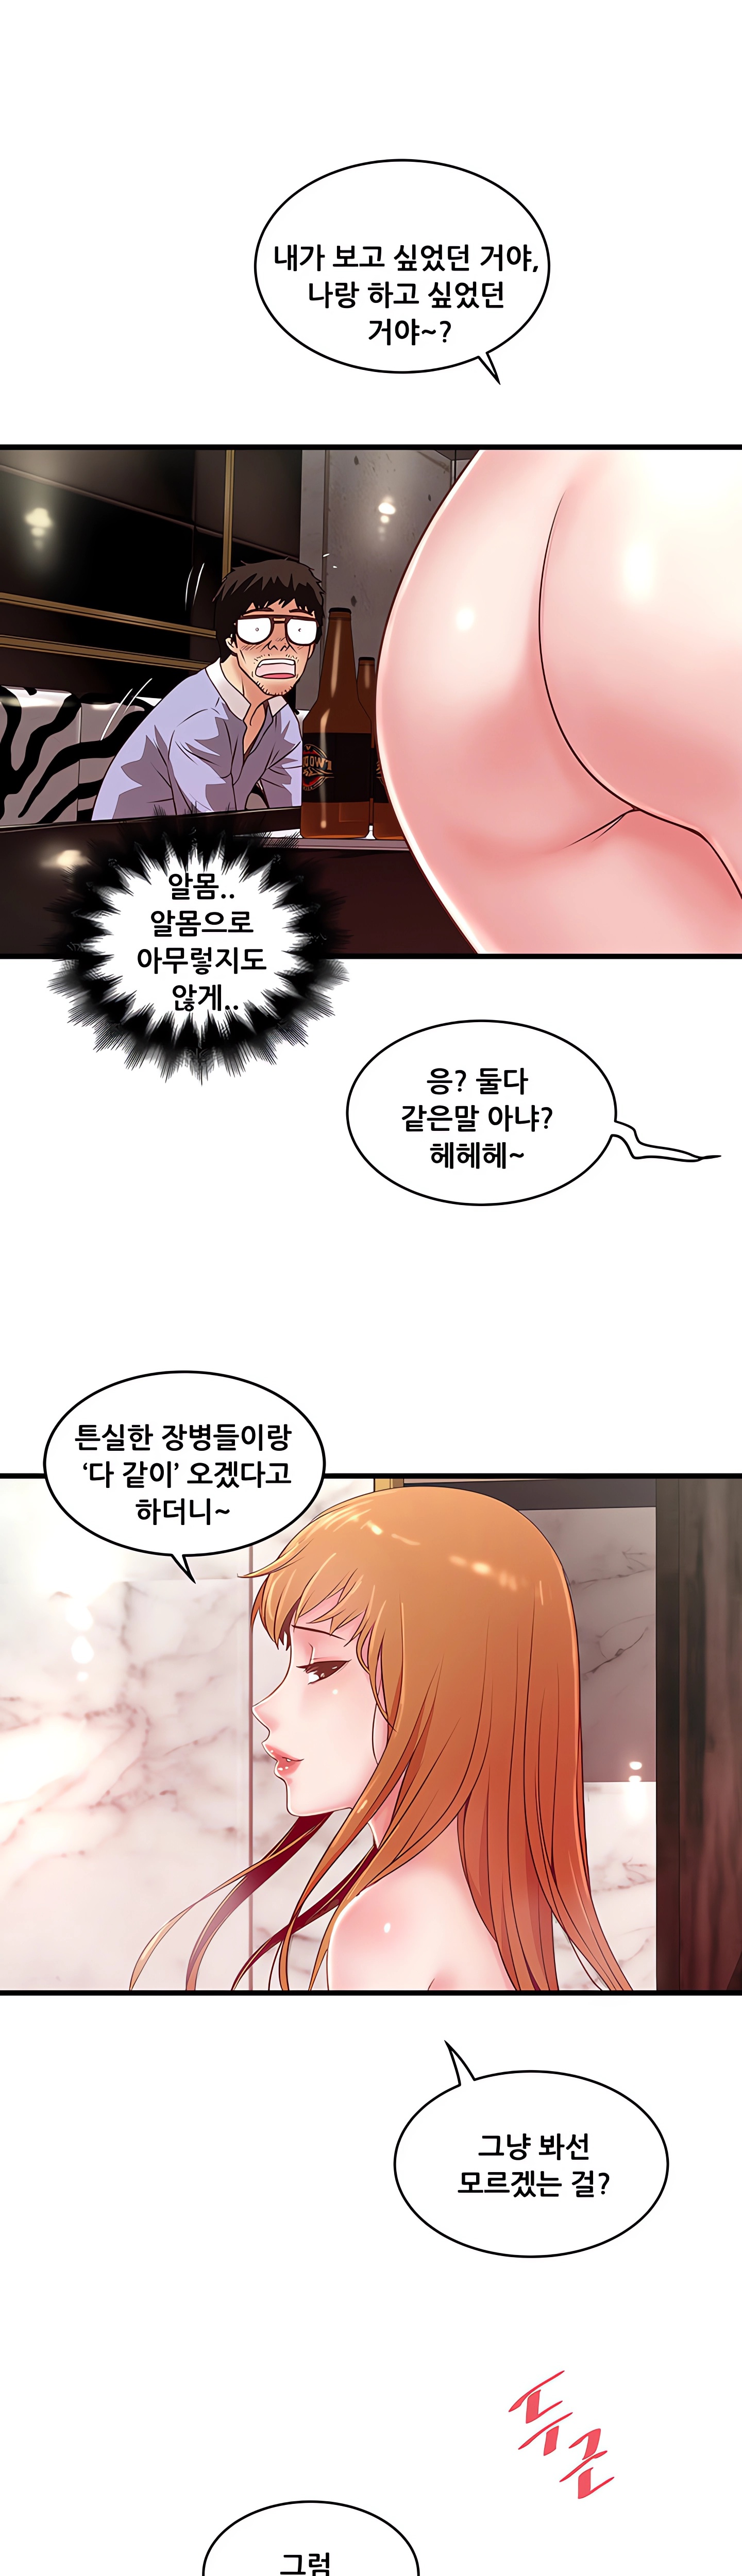 내가 보고 싶었던 거야,
나랑 하고 싶었던
거야~?
알몸..
알몸으로
아무렇지도
않게..
응? 둘다
같은말 아냐?
헤헤헤~
튼실한 장병들이랑
‘다 같이’ 오겠다고
하더니~
그냥 봐선
모르겠는 걸?
두근
그럼